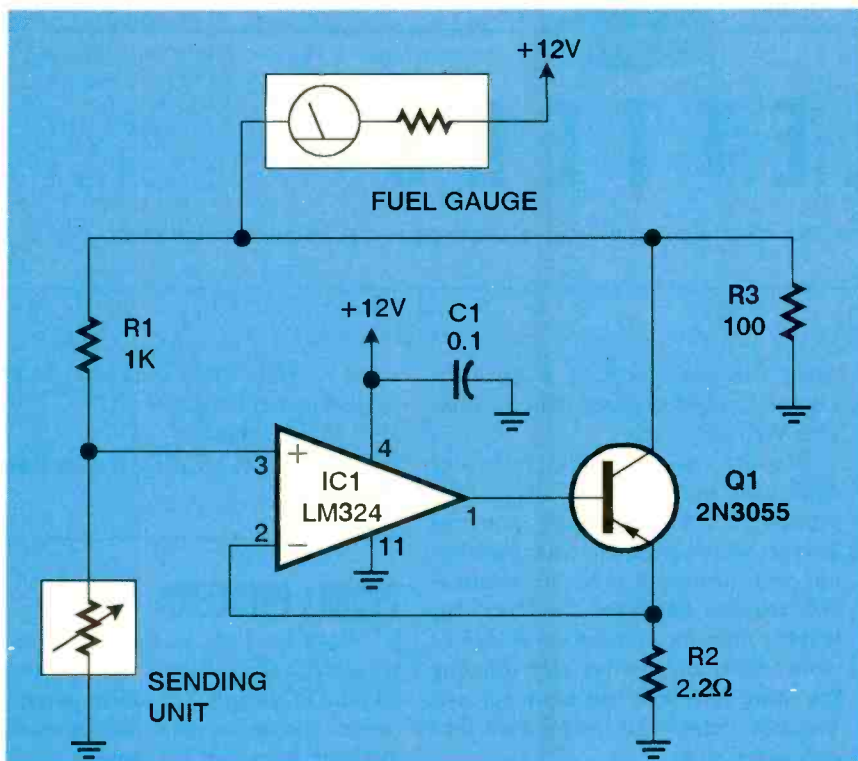 +12V
FUEL GAUGE
R1
1K
+12V
C1
0.1
R3
100
3
+
4
IC1
LM324
1
2
−
11
Q1
2N3055
SENDING
UNIT
R2
2.2Ω